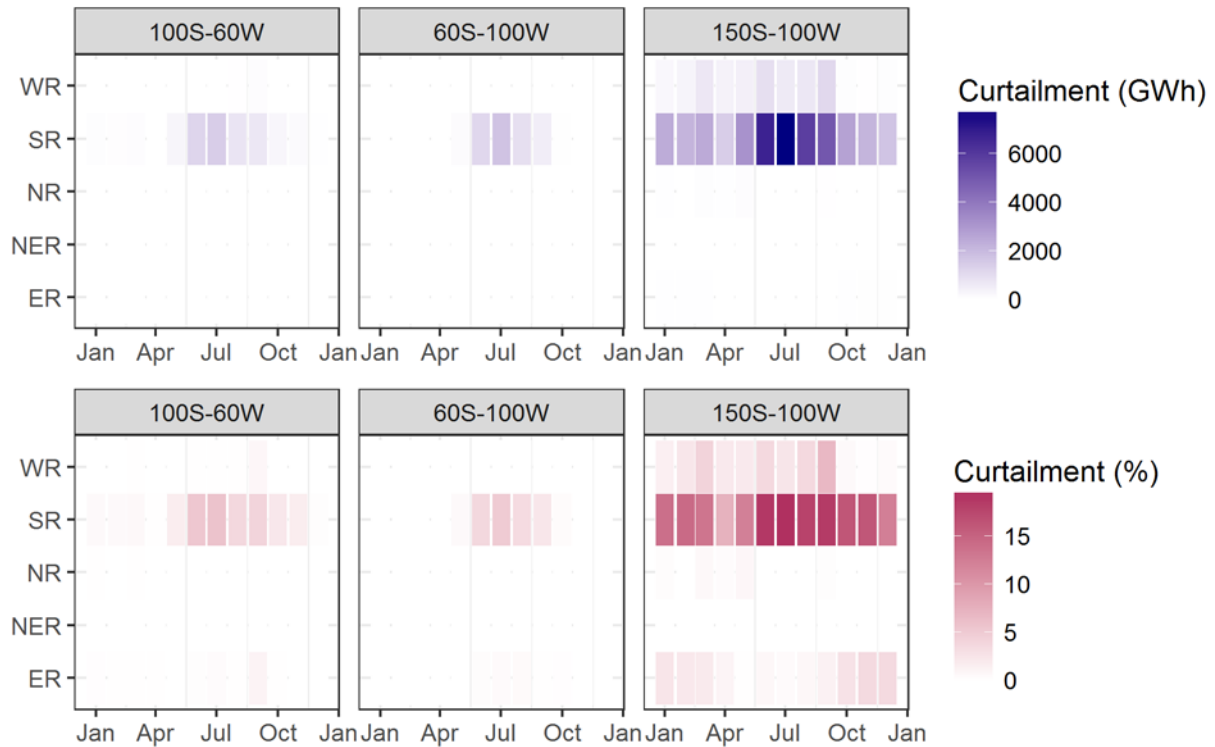 100S-60W 60S-100W 150S-100W
WR
SR
NR
NER
ER
Jan Apr Jul Oct Jan Jan Apr Jul Oct Jan Jan Apr Jul Oct Jan
Curtailment (GWh)
6000
4000
2000
0
100S-60W 60S-100W 150S-100W
WR
SR
NR
NER
ER
Jan Apr Jul Oct Jan Jan Apr Jul Oct Jan Jan Apr Jul Oct Jan
Curtailment (%)
15
10
5
0